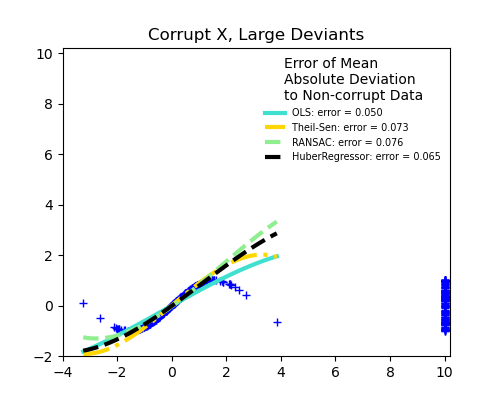 Corrupt X, Large Deviants
Error of Mean
Absolute Deviation
to Non-corrupt Data
OLS: error = 0.050
Theil-Sen: error = 0.073
RANSAC: error = 0.076
HuberRegressor: error = 0.065
10
8
6
4
2
0
−2
−4 −2 0 2 4 6 8 10